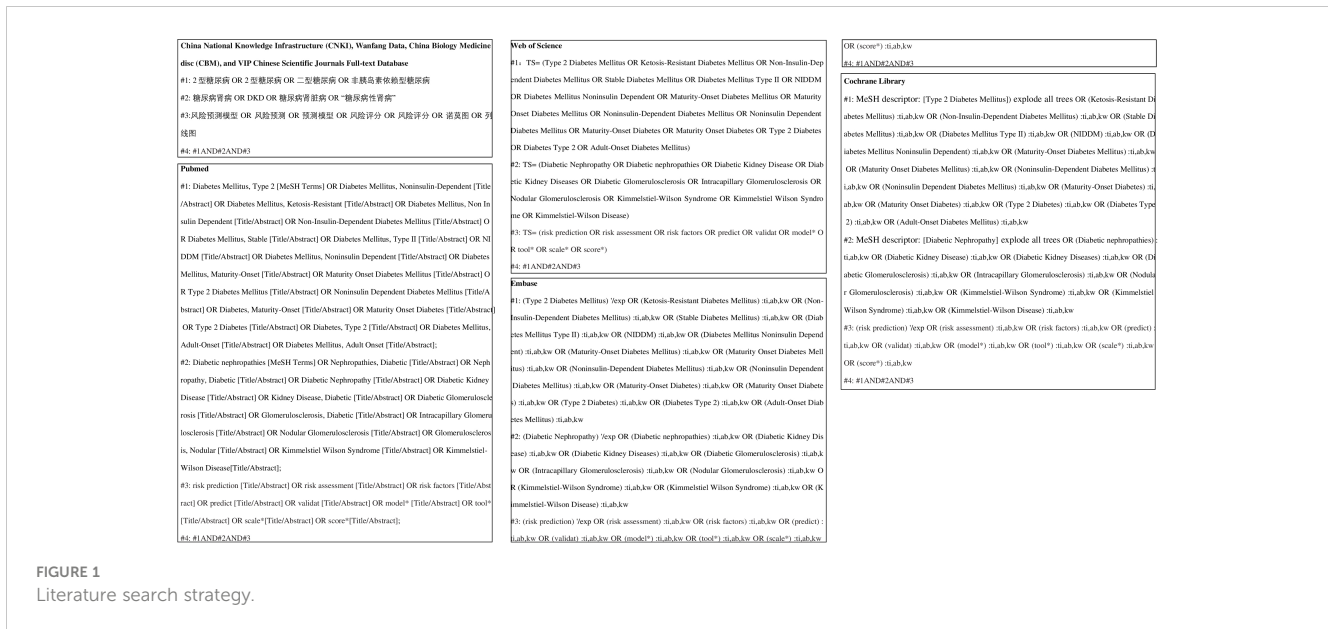 China National Knowledge Infrastructure (CNKI), Wanfang Data, China Biology Medicine
disc (CBM), and VIP Chinese Scientific Journals Full-text Database
#1: 2 型糖尿病 OR 2 型糖尿病 OR 二型糖尿病 OR 非胰岛素依赖型糖尿病
#2: 糖尿病肾病 OR DKD OR 糖尿病肾脏病 OR “糖尿病性肾病”
#3:风险预测模型 OR 风险预测 OR 预测模型 OR 风险评分 OR 风险评分 OR 诺莫图 OR 列
线图
#4: #1AND#2AND#3
Pubmed
#1: Diabetes Mellitus, Type 2 [MeSH Terms] OR Diabetes Mellitus, Noninsulin-Dependent [Title
/Abstract] OR Diabetes Mellitus, Ketosis-Resistant [Title/Abstract] OR Diabetes Mellitus, Non In
sulin Dependent [Title/Abstract] OR Non-Insulin-Dependent Diabetes Mellitus [Title/Abstract] O
R Diabetes Mellitus, Stable [Title/Abstract] OR Diabetes Mellitus, Type II [Title/Abstract] OR NI
DDM [Title/Abstract] OR Diabetes Mellitus, Noninsulin Dependent [Title/Abstract] OR Diabetes
Mellitus, Maturity-Onset [Title/Abstract] OR Maturity Onset Diabetes Mellitus [Title/Abstract] O
R Type 2 Diabetes Mellitus [Title/Abstract] OR Noninsulin Dependent Diabetes Mellitus [Title/A
bstract] OR Diabetes, Maturity-Onset [Title/Abstract] OR Maturity Onset Diabetes [Title/Abstract]
OR Type 2 Diabetes [Title/Abstract] OR Diabetes, Type 2 [Title/Abstract] OR Diabetes Mellitus,
Adult-Onset [Title/Abstract] OR Diabetes Mellitus, Adult Onset [Title/Abstract];
#2: Diabetic nephropathies [MeSH Terms] OR Nephropathies, Diabetic [Title/Abstract] OR Neph
ropathy, Diabetic [Title/Abstract] OR Diabetic Nephropathy [Title/Abstract] OR Diabetic Kidney
Disease [Title/Abstract] OR Kidney Disease, Diabetic [Title/Abstract] OR Diabetic Glomeruloscle
rosis [Title/Abstract] OR Glomerulosclerosis, Diabetic [Title/Abstract] OR Intracapillary Glomeru
losclerosis [Title/Abstract] OR Nodular Glomerulosclerosis [Title/Abstract] OR Glomeruloscleros
is, Nodular [Title/Abstract] OR Kimmelstiel Wilson Syndrome [Title/Abstract] OR Kimmelstiel-
Wilson Disease[Title/Abstract];
#3: risk prediction [Title/Abstract] OR risk assessment [Title/Abstract] OR risk factors [Title/Abst
ract] OR predict [Title/Abstract] OR validat [Title/Abstract] OR model* [Title/Abstract] OR tool*
[Title/Abstract] OR scale*[Title/Abstract] OR score*[Title/Abstract];
#4: #1AND#2AND#3
Web of Science
#1：TS= (Type 2 Diabetes Mellitus OR Ketosis-Resistant Diabetes Mellitus OR Non-Insulin-Dep
endent Diabetes Mellitus OR Stable Diabetes Mellitus OR Diabetes Mellitus Type II OR NIDDM
OR Diabetes Mellitus Noninsulin Dependent OR Maturity-Onset Diabetes Mellitus OR Maturity
Onset Diabetes Mellitus OR Noninsulin-Dependent Diabetes Mellitus OR Noninsulin Dependent
Diabetes Mellitus OR Maturity-Onset Diabetes OR Maturity Onset Diabetes OR Type 2 Diabetes
OR Diabetes Type 2 OR Adult-Onset Diabetes Mellitus)
#2: TS= (Diabetic Nephropathy OR Diabetic nephropathies OR Diabetic Kidney Disease OR Diab
etic Kidney Diseases OR Diabetic Glomerulosclerosis OR Intracapillary Glomerulosclerosis OR
Nodular Glomerulosclerosis OR Kimmelstiel-Wilson Syndrome OR Kimmelstiel Wilson Syndro
me OR Kimmelstiel-Wilson Disease)
#3: TS= (risk prediction OR risk assessment OR risk factors OR predict OR validat OR model* O
R tool* OR scale* OR score*)
#4: #1AND#2AND#3
Embase
#1: (Type 2 Diabetes Mellitus) '/exp OR (Ketosis-Resistant Diabetes Mellitus) :ti,ab,kw OR (Non-
Insulin-Dependent Diabetes Mellitus) :ti,ab,kw OR (Stable Diabetes Mellitus) :ti,ab,kw OR (Diab
etes Mellitus Type II) :ti,ab,kw OR (NIDDM) :ti,ab,kw OR (Diabetes Mellitus Noninsulin Depend
ent) :ti,ab,kw OR (Maturity-Onset Diabetes Mellitus) :ti,ab,kw OR (Maturity Onset Diabetes Mell
itus) :ti,ab,kw OR (Noninsulin-Dependent Diabetes Mellitus) :ti,ab,kw OR (Noninsulin Dependent
Diabetes Mellitus) :ti,ab,kw OR (Maturity-Onset Diabetes) :ti,ab,kw OR (Maturity Onset Diabete
s) :ti,ab,kw OR (Type 2 Diabetes) :ti,ab,kw OR (Diabetes Type 2) :ti,ab,kw OR (Adult-Onset Diab
etes Mellitus) :ti,ab,kw
#2: (Diabetic Nephropathy) '/exp OR (Diabetic nephropathies) :ti,ab,kw OR (Diabetic Kidney Dis
ease) :ti,ab,kw OR (Diabetic Kidney Diseases) :ti,ab,kw OR (Diabetic Glomerulosclerosis) :ti,ab,k
w OR (Intracapillary Glomerulosclerosis) :ti,ab,kw OR (Nodular Glomerulosclerosis) :ti,ab,kw O
R (Kimmelstiel-Wilson Syndrome) :ti,ab,kw OR (Kimmelstiel Wilson Syndrome) :ti,ab,kw OR (K
immelstiel-Wilson Disease) :ti,ab,kw
#3: (risk prediction) '/exp OR (risk assessment) :ti,ab,kw OR (risk factors) :ti,ab,kw OR (predict) :
ti,ab,kw OR (validat) :ti,ab,kw OR (model*) :ti,ab,kw OR (tool*) :ti,ab,kw OR (scale*) :ti,ab,kw
OR (score*) :ti,ab,kw
#4: #1AND#2AND#3
Cochrane Library
#1: MeSH descriptor: [Type 2 Diabetes Mellitus]) explode all trees OR (Ketosis-Resistant Di
abetes Mellitus) :ti,ab,kw OR (Non-Insulin-Dependent Diabetes Mellitus) :ti,ab,kw OR (Stable Di
abetes Mellitus) :ti,ab,kw OR (Diabetes Mellitus Type II) :ti,ab,kw OR (NIDDM) :ti,ab,kw OR (D
iabetes Mellitus Noninsulin Dependent) :ti,ab,kw OR (Maturity-Onset Diabetes Mellitus) :ti,ab,kw
OR (Maturity Onset Diabetes Mellitus) :ti,ab,kw OR (Noninsulin-Dependent Diabetes Mellitus) :t
i,ab,kw OR (Noninsulin Dependent Diabetes Mellitus) :ti,ab,kw OR (Maturity-Onset Diabetes) :ti,
ab,kw OR (Maturity Onset Diabetes) :ti,ab,kw OR (Type 2 Diabetes) :ti,ab,kw OR (Diabetes Type
2) :ti,ab,kw OR (Adult-Onset Diabetes Mellitus) :ti,ab,kw
#2: MeSH descriptor: [Diabetic Nephropathy] explode all trees OR (Diabetic nephropathies) :
ti,ab,kw OR (Diabetic Kidney Disease) :ti,ab,kw OR (Diabetic Kidney Diseases) :ti,ab,kw OR (Di
abetic Glomerulosclerosis) :ti,ab,kw OR (Intracapillary Glomerulosclerosis) :ti,ab,kw OR (Nodula
r Glomerulosclerosis) :ti,ab,kw OR (Kimmelstiel-Wilson Syndrome) :ti,ab,kw OR (Kimmelstiel
Wilson Syndrome) :ti,ab,kw OR (Kimmelstiel-Wilson Disease) :ti,ab,kw
#3: (risk prediction) '/exp OR (risk assessment) :ti,ab,kw OR (risk factors) :ti,ab,kw OR (predict) :
ti,ab,kw OR (validat) :ti,ab,kw OR (model*) :ti,ab,kw OR (tool*) :ti,ab,kw OR (scale*) :ti,ab,kw
OR (score*) :ti,ab,kw
#4: #1AND#2AND#3
FIGURE 1
Literature search strategy.